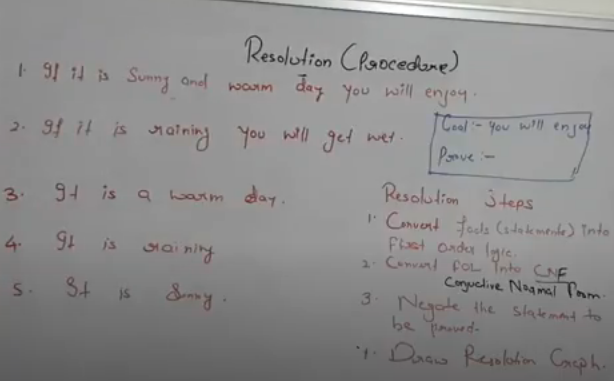 Resolution (Procedure)
1. If it is Sunny and warm day you will enjoy.
2. If it is raining you will get wet.
Goal :- you will enjoy
Prove :-
3. It is a warm day.
4. It is raining
5. It is Sunny.
Resolution steps
1. Convert facts (statements) into
First order logic.
2. Convert FOL into CNF
Conjuctive Normal Form.
3. Negate the statement to
be proved.
4. Draw Resolution Graph.